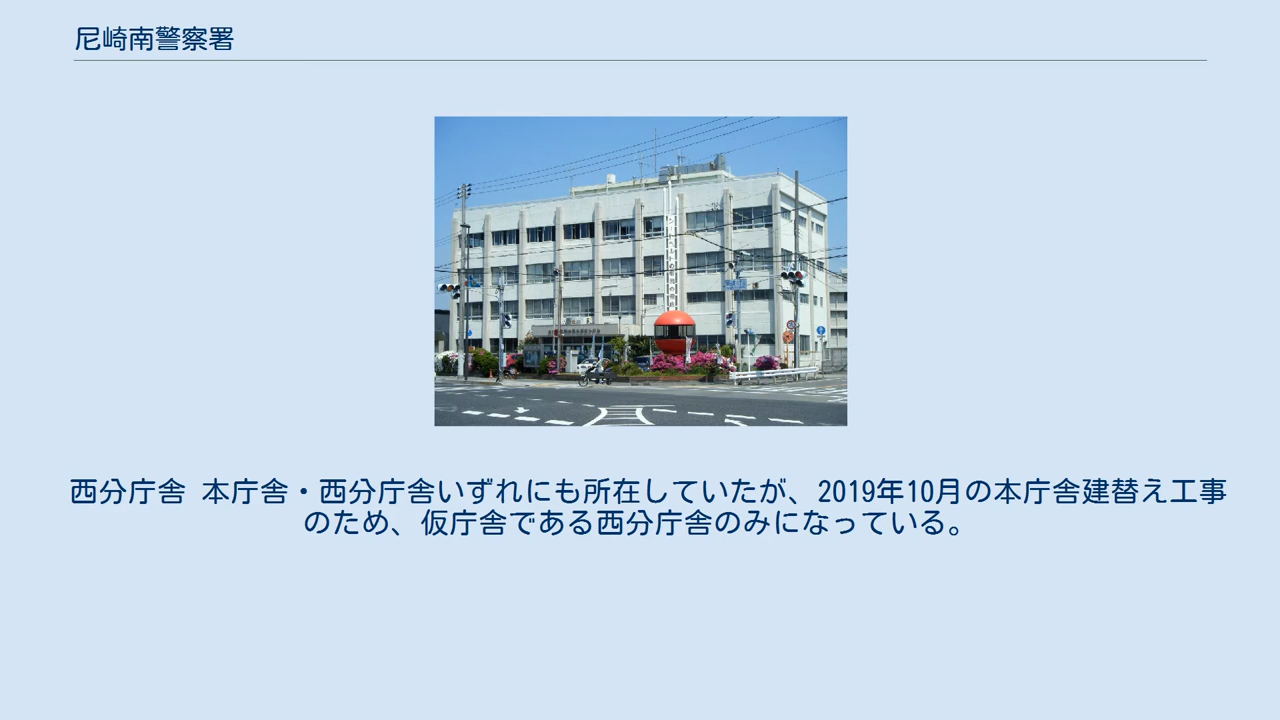 尼崎南警察署
西分庁舎 本庁舎・西分庁舎いずれにも所在していたが、2019年10月の本庁舎建替え工事
のため、仮庁舎である西分庁舎のみになっている。